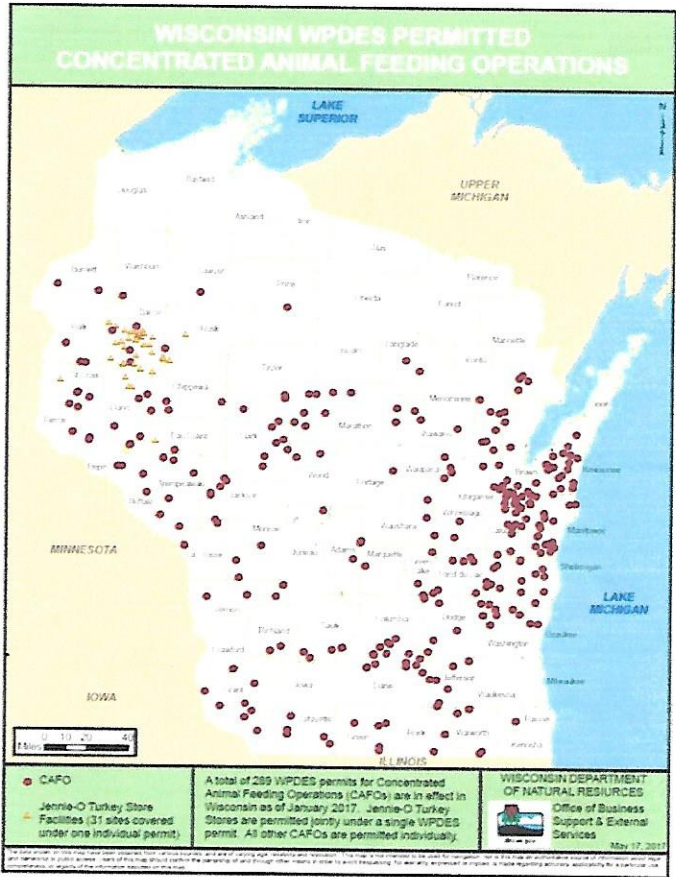 WISCONSIN WPDES PERMITTED
CONCENTRATED ANIMAL FEEDING OPERATIONS
LAKE
SUPERIOR
N
UPPER
MICHIGAN
Douglas
Bayfield
Ashland
Iron
Vilas
Burnett
Washburn
Sawyer
Florence
Price
Oneida
Forest
Marinette
Polk
Barron
Rusk
Lincoln
Langlade
Oconto
Taylor
St. Croix
Chippewa
Dunn
Menominee
Door
Marathon
Clark
Pierce
Eau Claire
Shawano
Pepin
Brown
Kewaunee
Wood
Portage
Waupaca
Outagamie
Trempealeau
Buffalo
Jackson
Winnebago
Waushara
Manitowoc
Monroe
MINNESOTA
Juneau
Adams
Marquette
Fond du Lac
Sheboygan
LAKE
MICHIGAN
Vernon
Columbia
Dodge
Richland
Sauk
Ozaukee
Washington
Crawford
Jefferson
Milwaukee
Iowa
Dane
Waukesha
IOWA
Grant
Lafayette
Green
Rock
Walworth
Racine
Kenosha
0 10 20 40
Miles
ILLINOIS
CAFO
Jennie-O Turkey Store
Facilities (31 sites covered
under one individual permit)
A total of 289 WPDES permits for Concentrated
Animal Feeding Operations (CAFOs) are in effect in
Wisconsin as of January 2017. Jennie-O Turkey
Stores are permitted jointly under a single WPDES
permit. All other CAFOs are permitted individually.
WISCONSIN DEPARTMENT
OF NATURAL RESIURCES
Office of Business
Support & External
Services
May 17, 2017